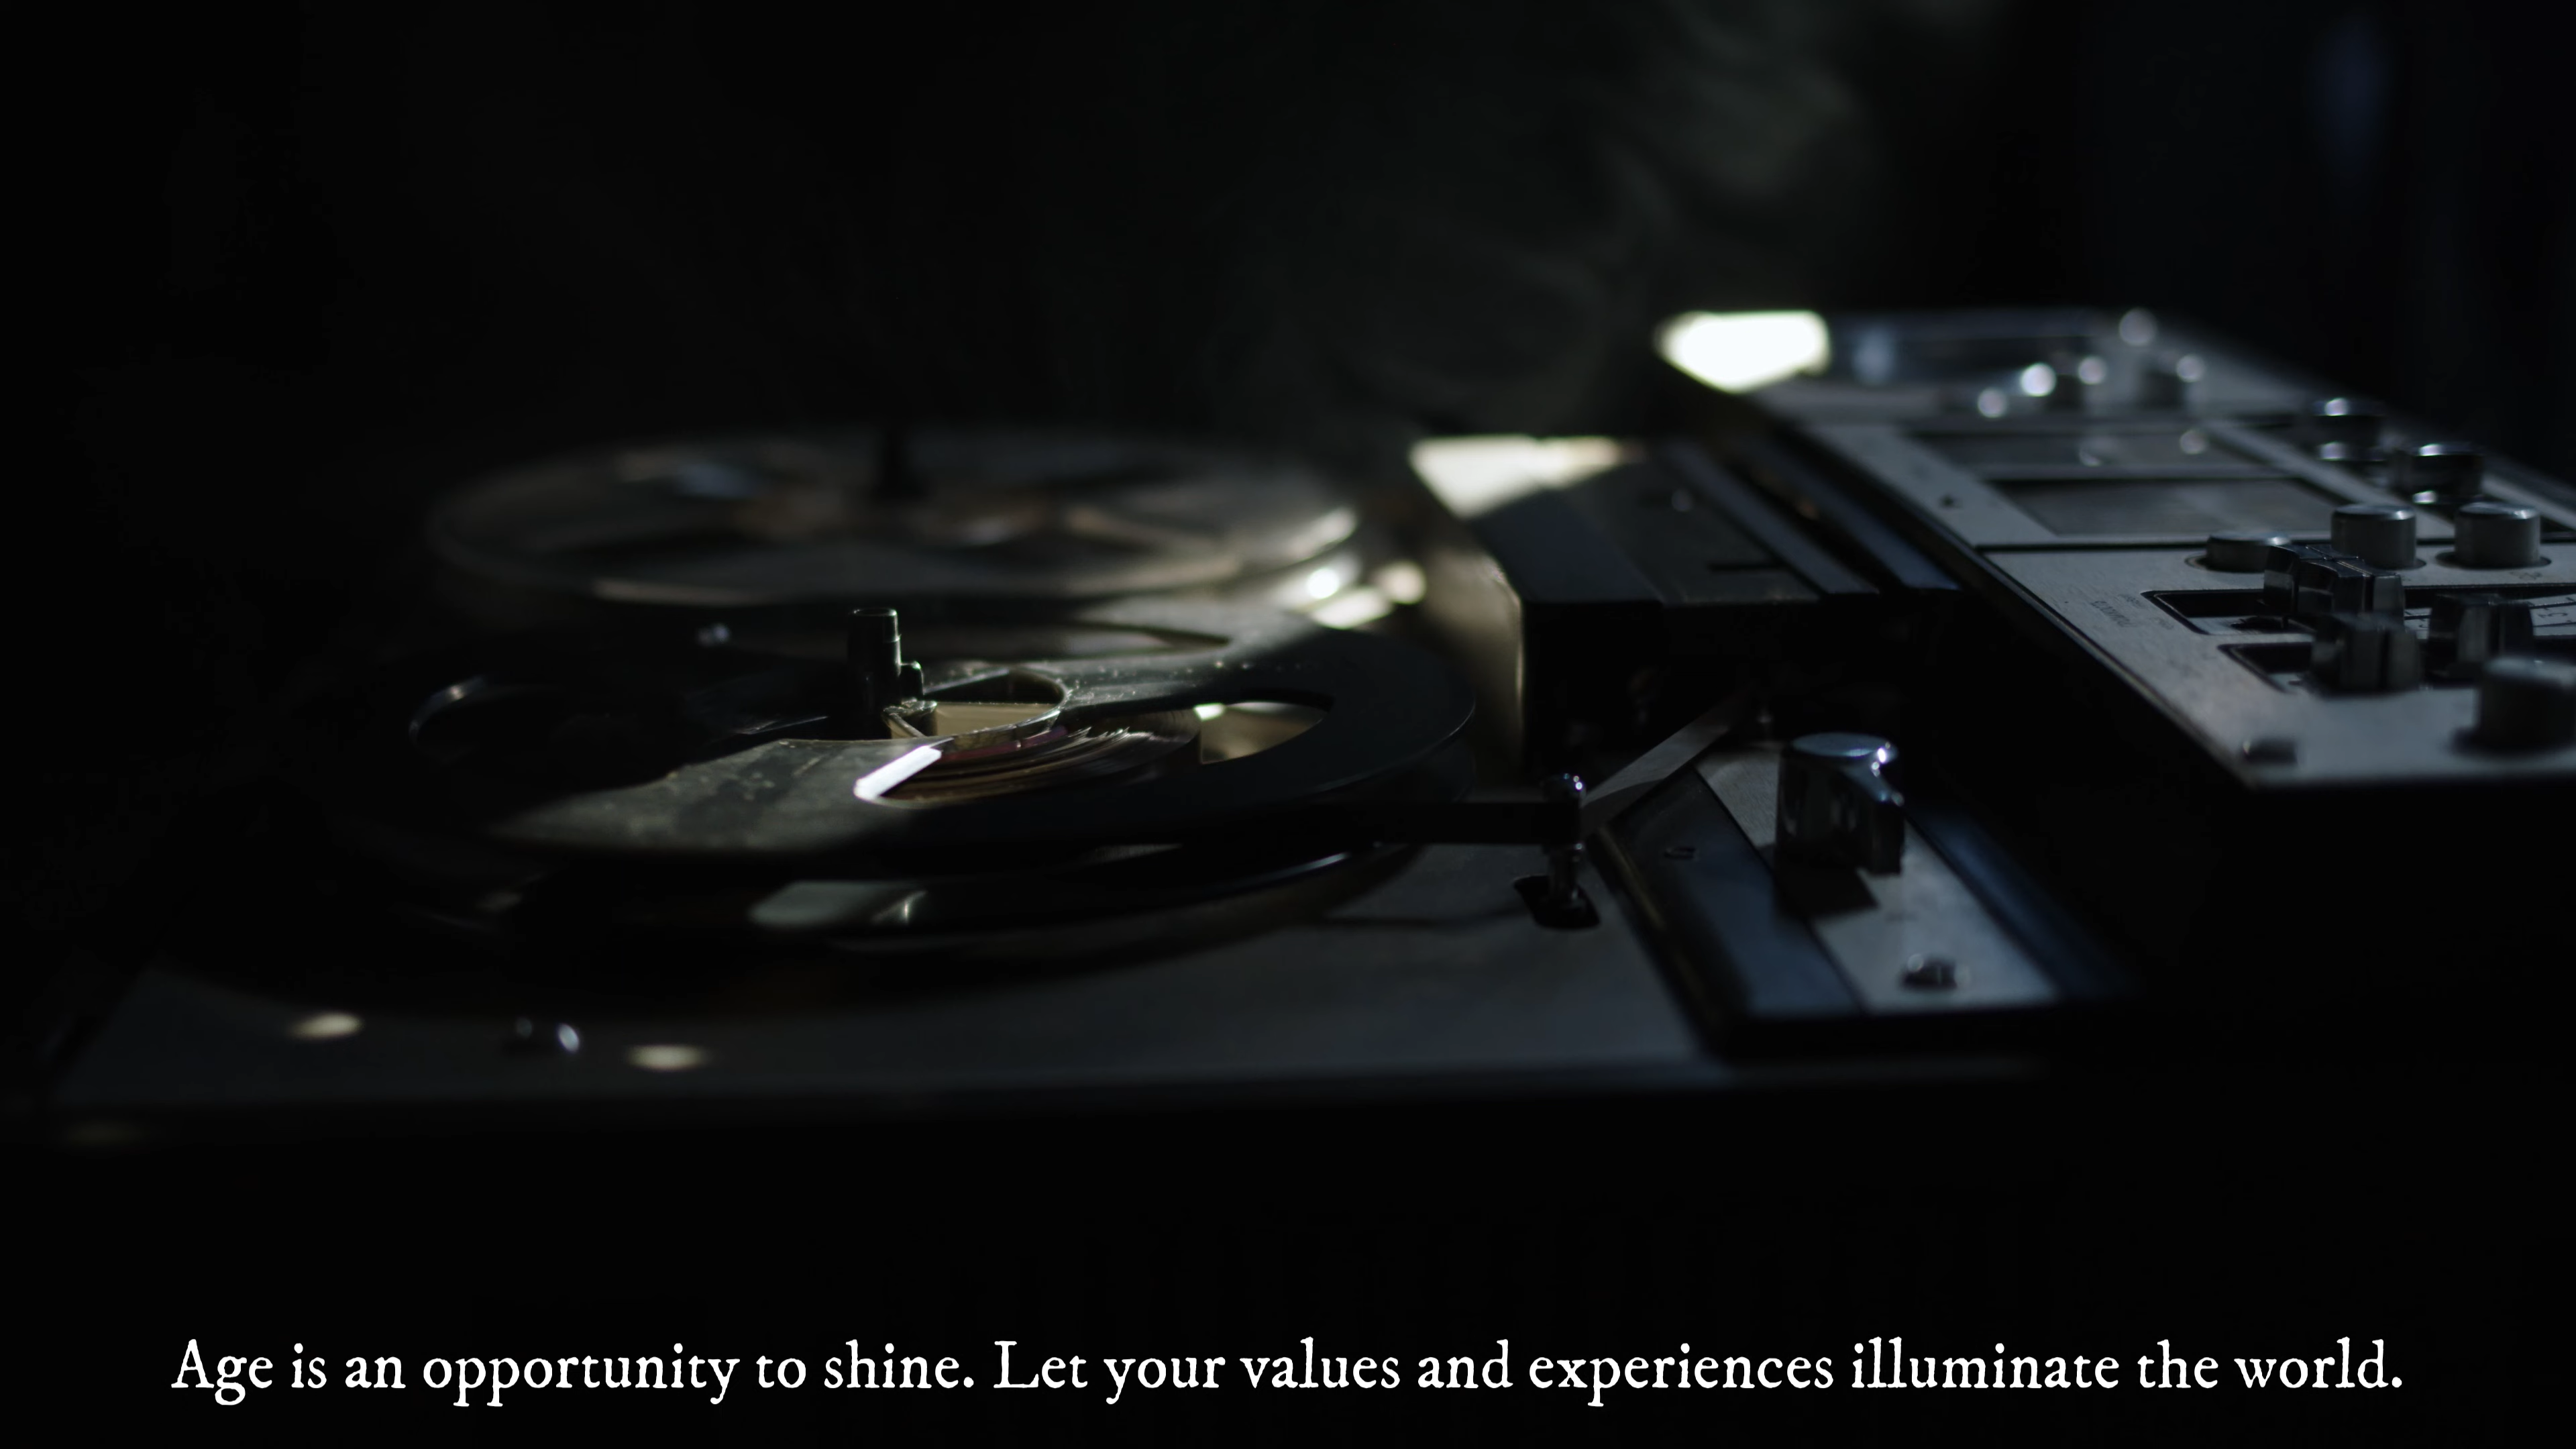 Age is an opportunity to shine. Let your values and experiences illuminate the world.